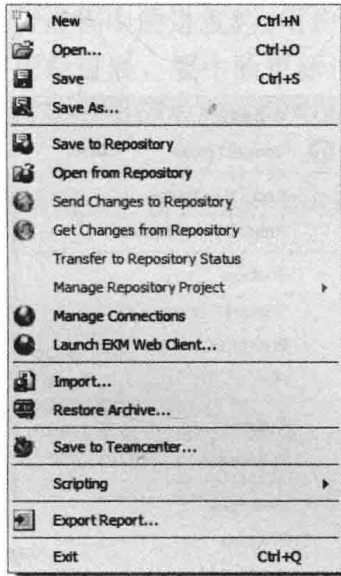 New Ctrl+N
Open... Ctrl+O
Save Ctrl+S
Save As...
Save to Repository
Open from Repository
Send Changes to Repository
Get Changes from Repository
Transfer to Repository Status
Manage Repository Project
Manage Connections
Launch EKM Web Client...
Import...
Restore Archive...
Save to Teamcenter...
Scripting
Export Report...
Exit Ctrl+Q